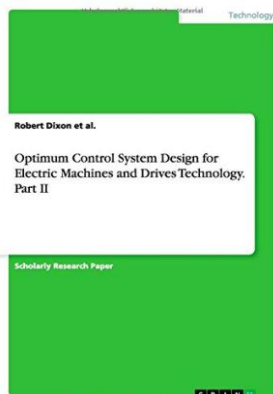 Technology
Robert Dixon et al.
Optimum Control System Design for
Electric Machines and Drives Technology.
Part II
Scholarly Research Paper